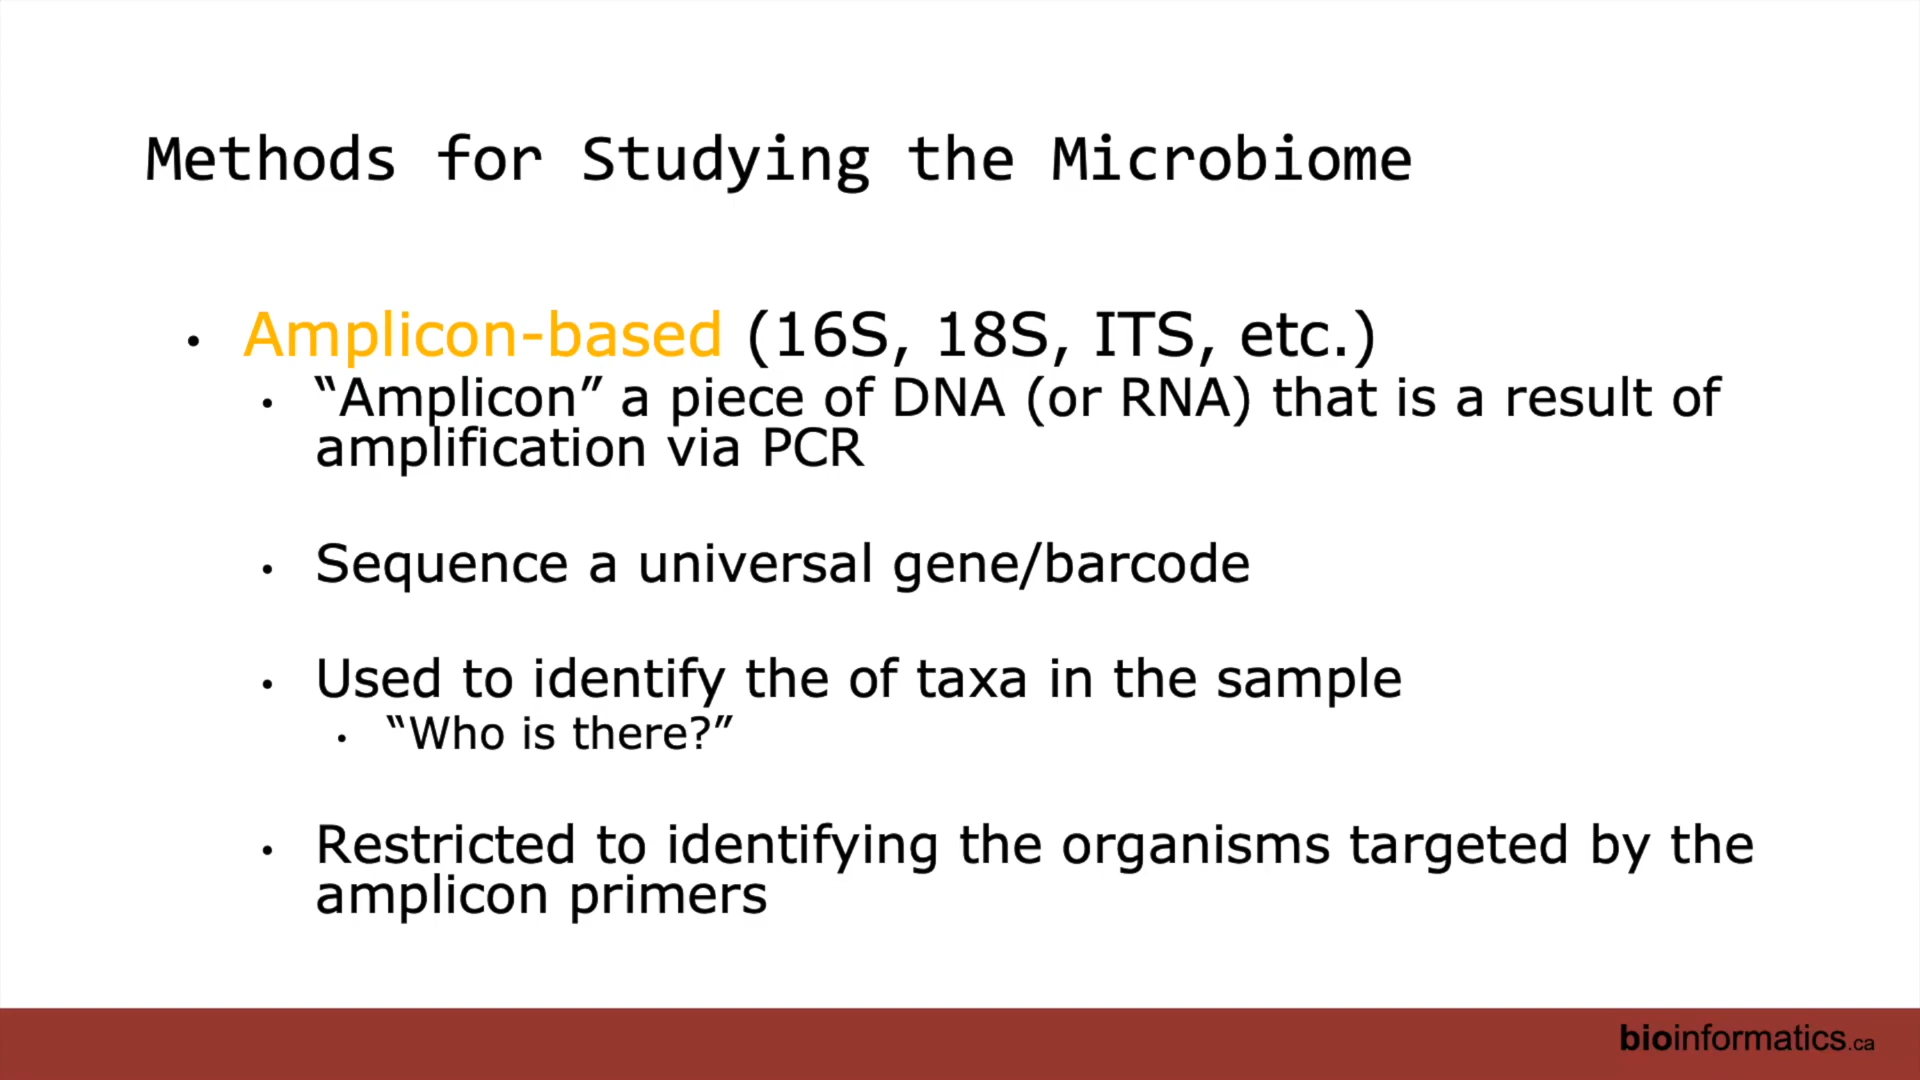 Methods for Studying the Microbiome
• Amplicon-based (16S, 18S, ITS, etc.)
• “Amplicon” a piece of DNA (or RNA) that is a result of
amplification via PCR
• Sequence a universal gene/barcode
• Used to identify the of taxa in the sample
• “Who is there?”
• Restricted to identifying the organisms targeted by the
amplicon primers
bioinformatics.ca